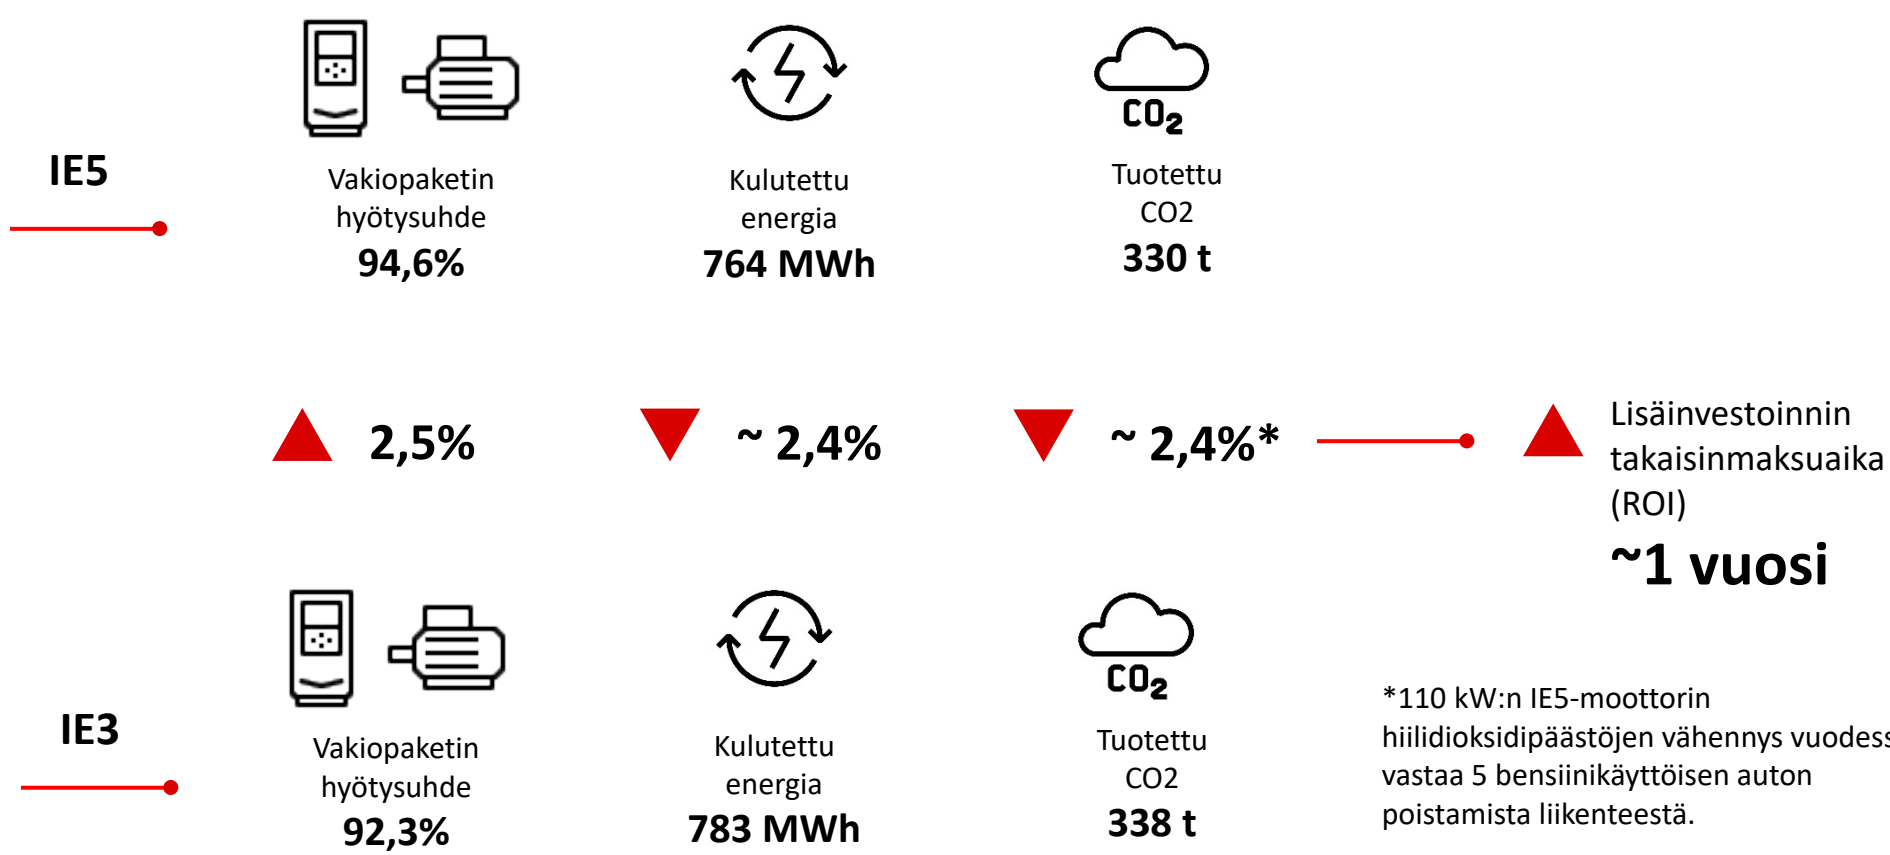 CO2
IE5
Vakiopaketin
hyötysuhde
94,6%
Kulutettu
energia
764 MWh
Tuotettu
CO2
330 t
2,5%
~ 2,4%
~ 2,4%*
Lisäinvestoinnin
takaisinmaksuaika
(ROI)
~1 vuosi
CO2
IE3
Vakiopaketin
hyötysuhde
92,3%
Kulutettu
energia
783 MWh
Tuotettu
CO2
338 t
*110 kW:n IE5-moottorin
hiilidioksidipäästöjen vähennys vuodess
vastaa 5 bensiinikäyttöisen auton
poistamista liikenteestä.